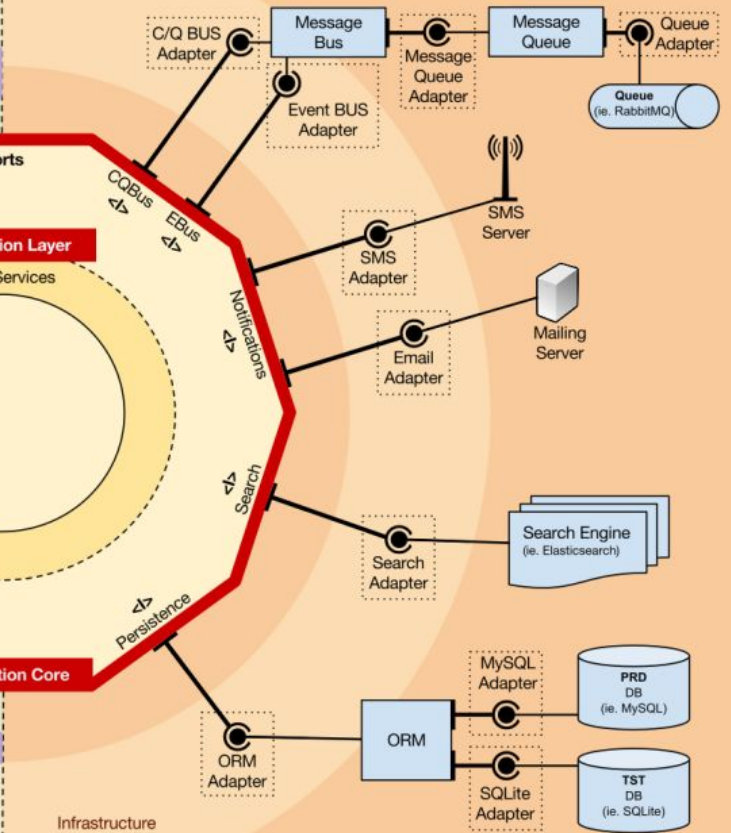 C/Q BUS
Adapter
Message
Bus
Message
Queue
Adapter
Message
Queue
Queue
Adapter
Queue
(ie. RabbitMQ)
Event BUS
Adapter
orts
CQBus
</>
EBus
</>
SMS
Server
SMS
Adapter
ion Layer
Services
Notifications
</>
Mailing
Server
Email
Adapter
</>
Search
Search Engine
(ie. Elasticsearch)
Search
Adapter
</>
Persistence
tion Core
MySQL
Adapter
PRD
DB
(ie. MySQL)
ORM
ORM
Adapter
SQLite
Adapter
TST
DB
(ie. SQLite)
Infrastructure